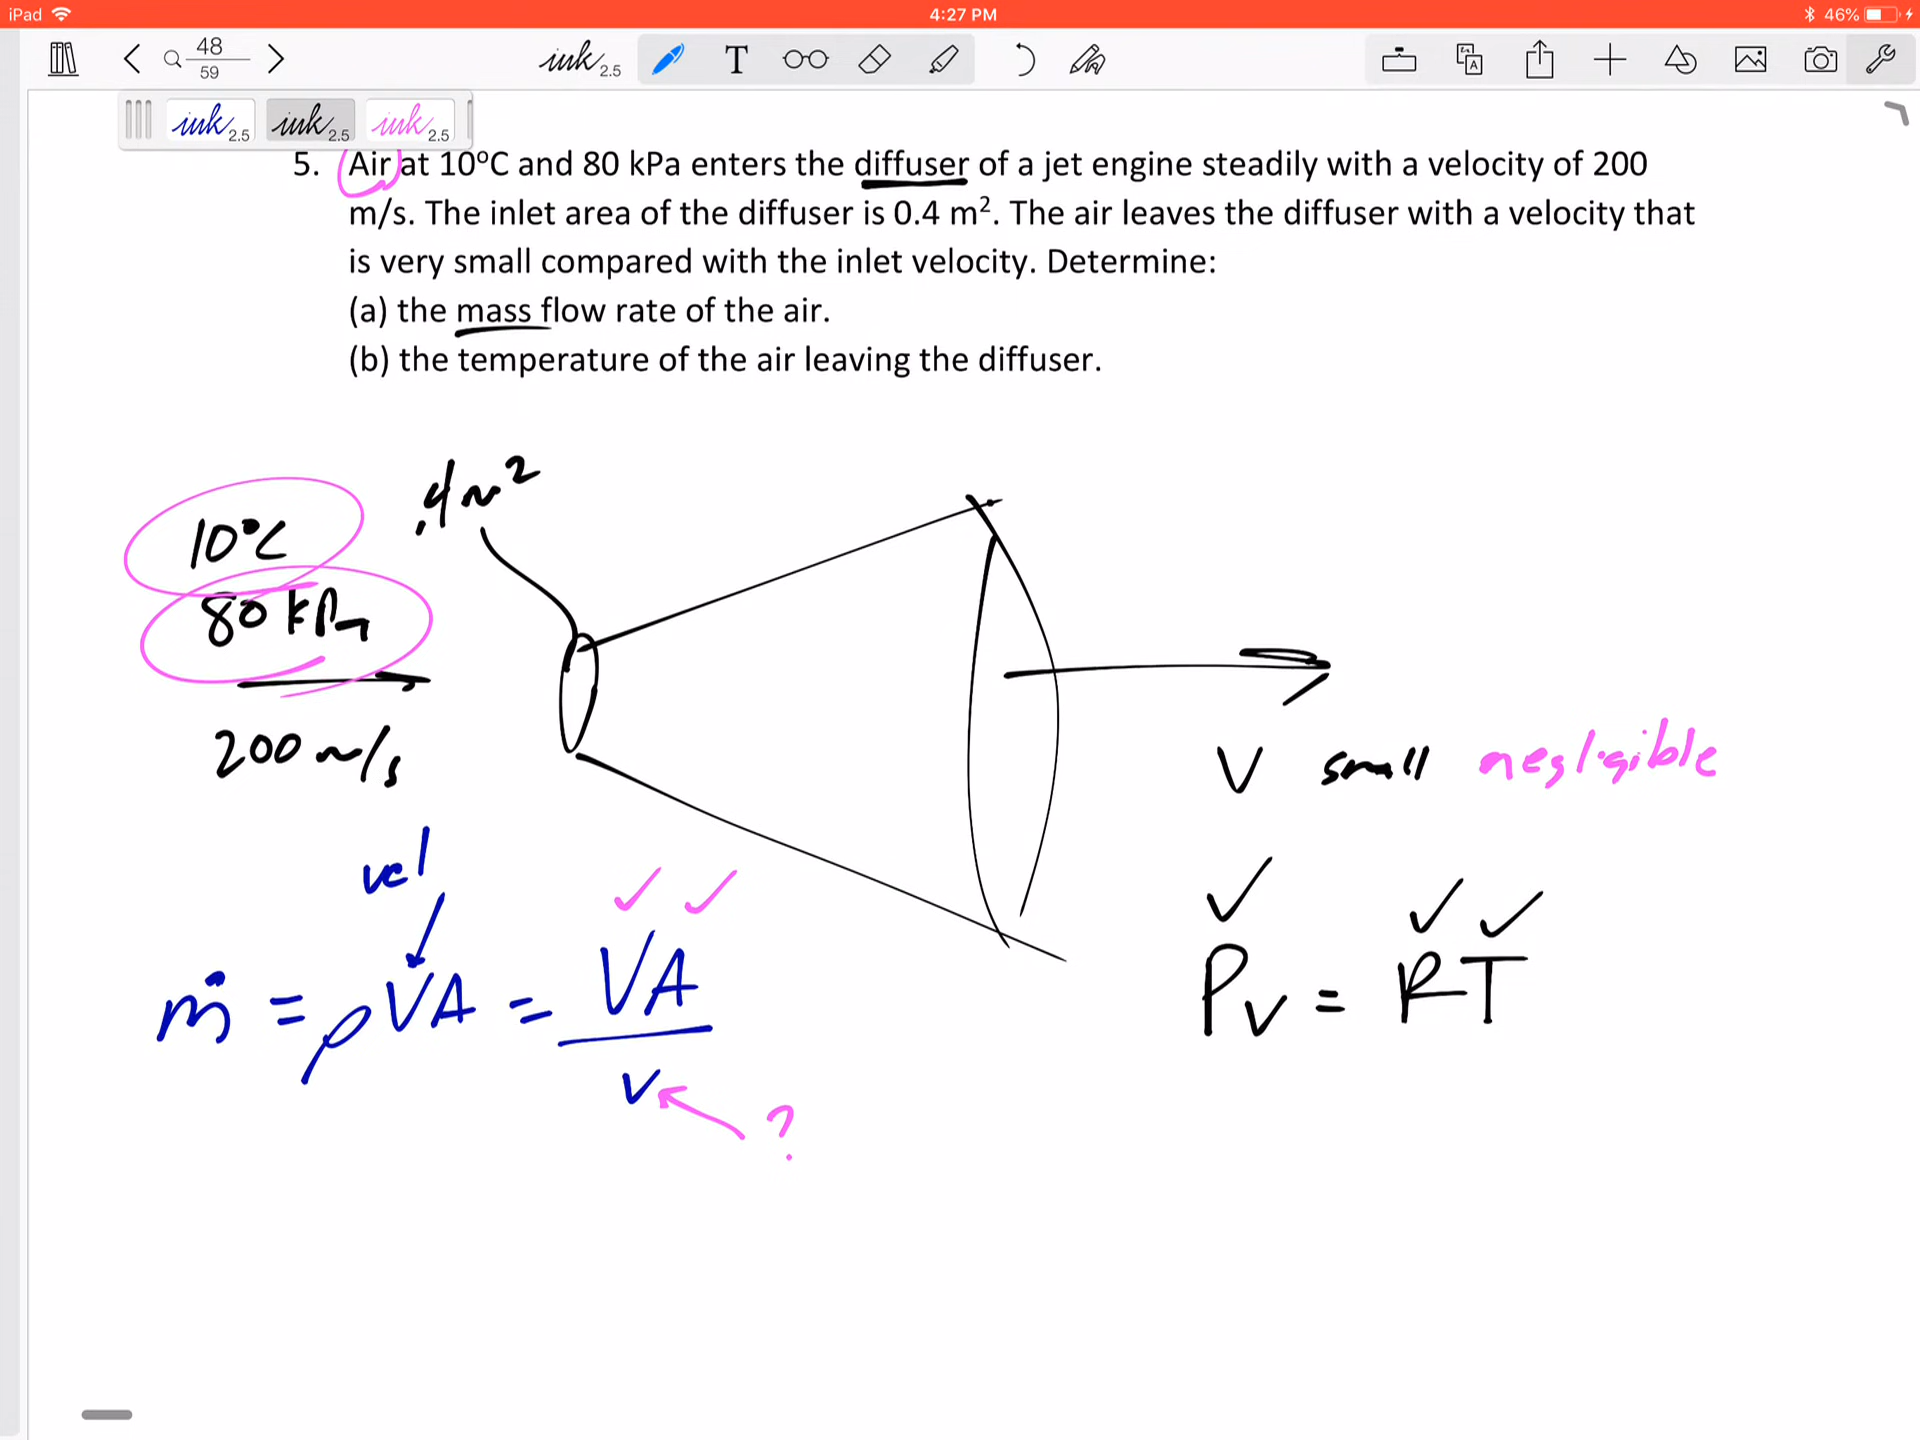 iPad 4:27 PM 46%
48
59
ink 2.5 T
A
ink 2.5 ink 2.5 ink 2.5
5. Air at 10°C and 80 kPa enters the diffuser of a jet engine steadily with a velocity of 200
m/s. The inlet area of the diffuser is 0.4 m². The air leaves the diffuser with a velocity that
is very small compared with the inlet velocity. Determine:
(a) the mass flow rate of the air.
(b) the temperature of the air leaving the diffuser.
.4m²
10°C
80 kPa
200 m/s
V small negligible
vel
✓ ✓
✓ ✓ ✓
ṁ = ρVA = VA
v
?
Pv = RT